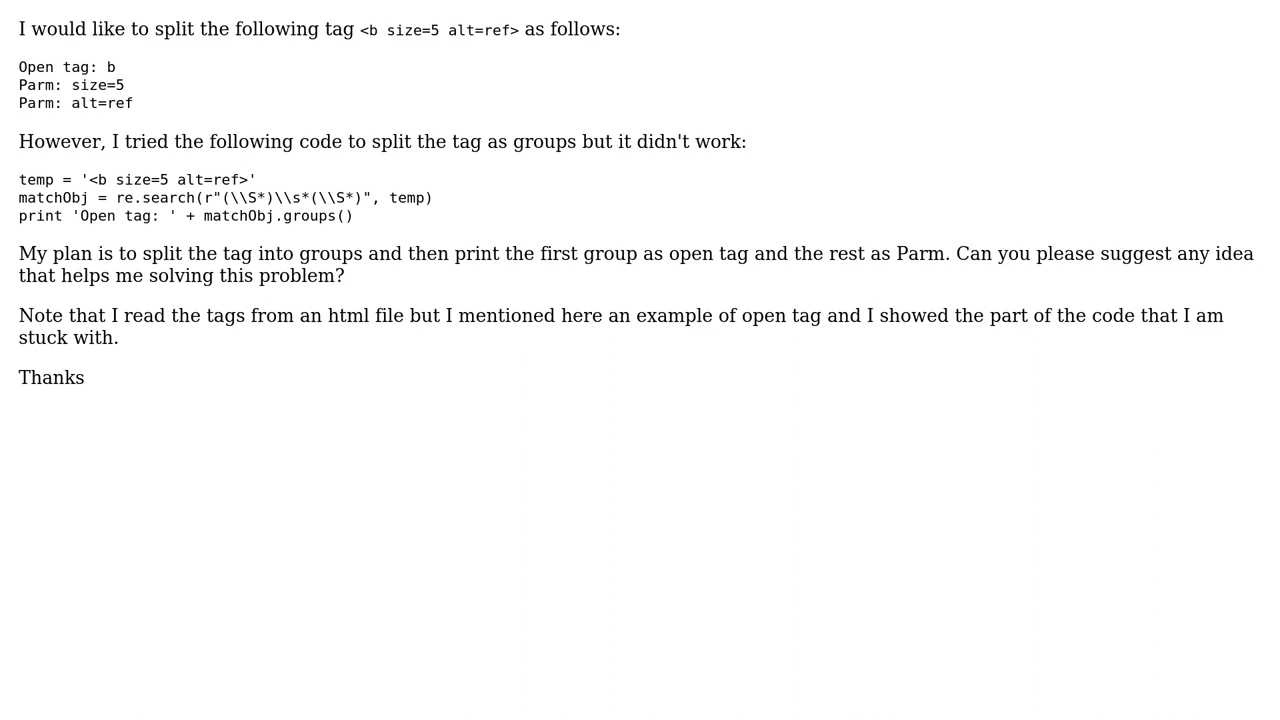 I would like to split the following tag <b size=5 alt=ref> as follows:
Open tag: b
Parm: size=5
Parm: alt=ref
However, I tried the following code to split the tag as groups but it didn't work:
temp = '<b size=5 alt=ref>'
matchObj = re.search(r"(\\S*)\\s*(\\S*)", temp)
print 'Open tag: ' + matchObj.groups()
My plan is to split the tag into groups and then print the first group as open tag and the rest as Parm. Can you please suggest any idea
that helps me solving this problem?
Note that I read the tags from an html file but I mentioned here an example of open tag and I showed the part of the code that I am
stuck with.
Thanks